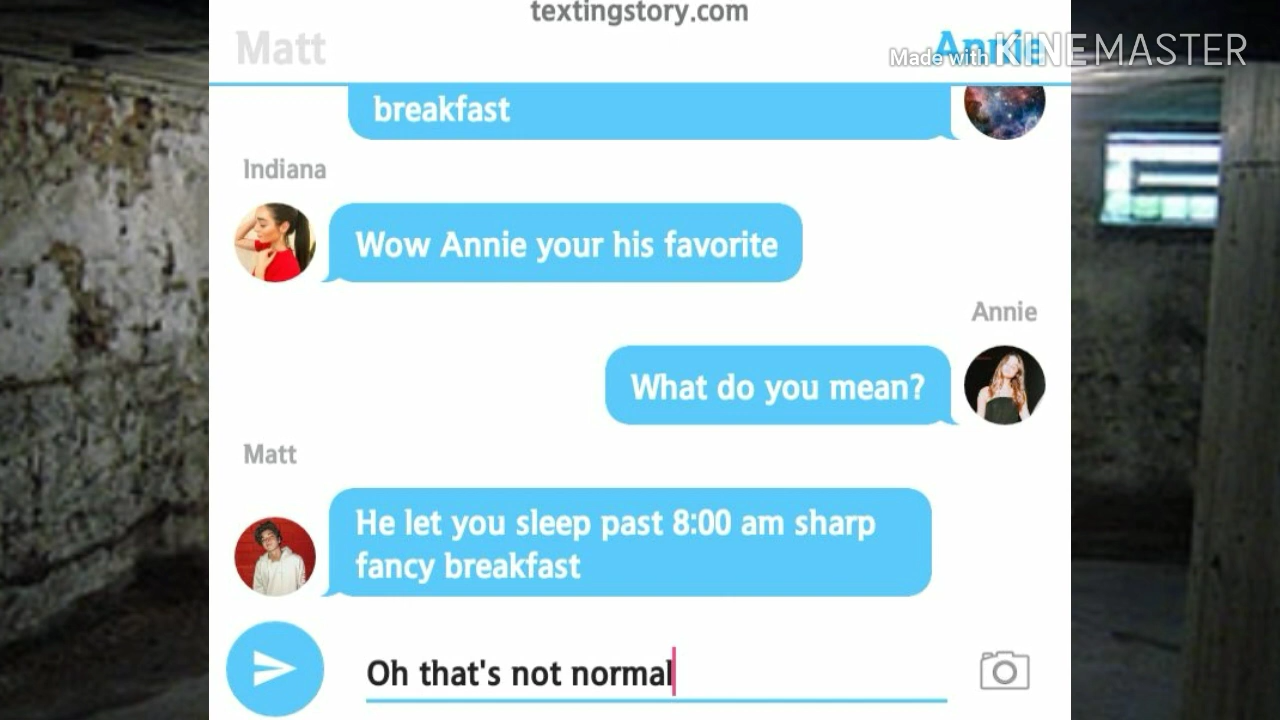 textingstory.com
Matt
Annie
Made with KINEMASTER
breakfast
Indiana
Wow Annie your his favorite
Annie
What do you mean?
Matt
He let you sleep past 8:00 am sharp
fancy breakfast
Oh that's not normal